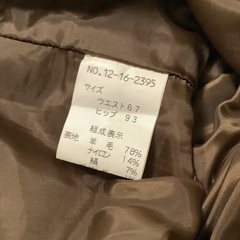 NO.12-16-2395
サイズ
ウエスト67
ヒップ 93
組成表示
表地 羊毛 78%
ナイロン 14%
絹 7%